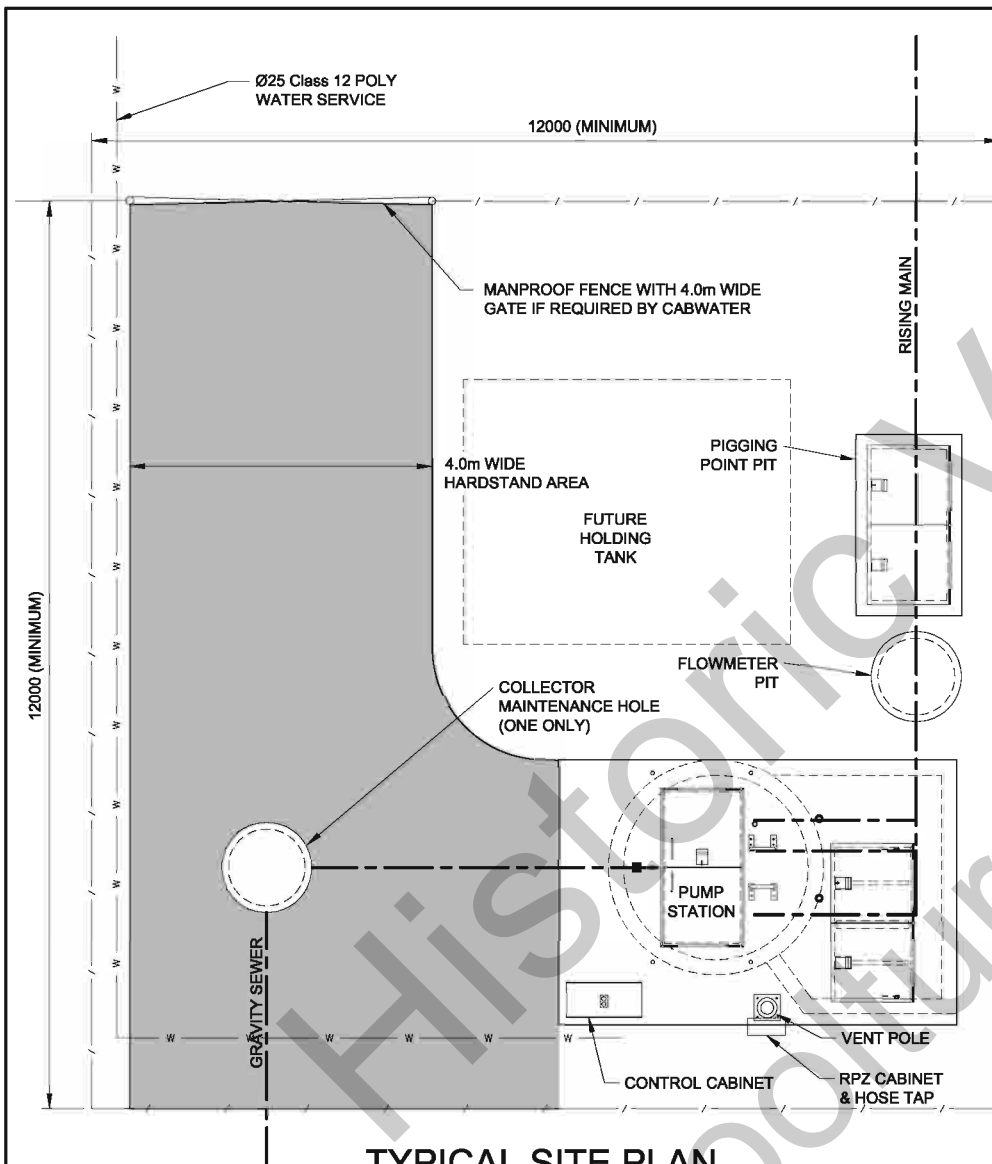 Ø25 Class 12 POLY
WATER SERVICE
12000 (MINIMUM)
W
W
W
MANPROOF FENCE WITH 4.0m WIDE
GATE IF REQUIRED BY CABWATER
RISING MAIN
W
W
PIGGING
POINT PIT
4.0m WIDE
HARDSTAND AREA
W
FUTURE
HOLDING
TANK
W
12000 (MINIMUM)
W
FLOWMETER
PIT
COLLECTOR
MAINTENANCE HOLE
(ONE ONLY)
W
W
W
PUMP
STATION
W
GRAVITY SEWER
W W W W W W
VENT POLE
CONTROL CABINET
RPZ CABINET
& HOSE TAP
TYPICAL SITE PLAN
Historic